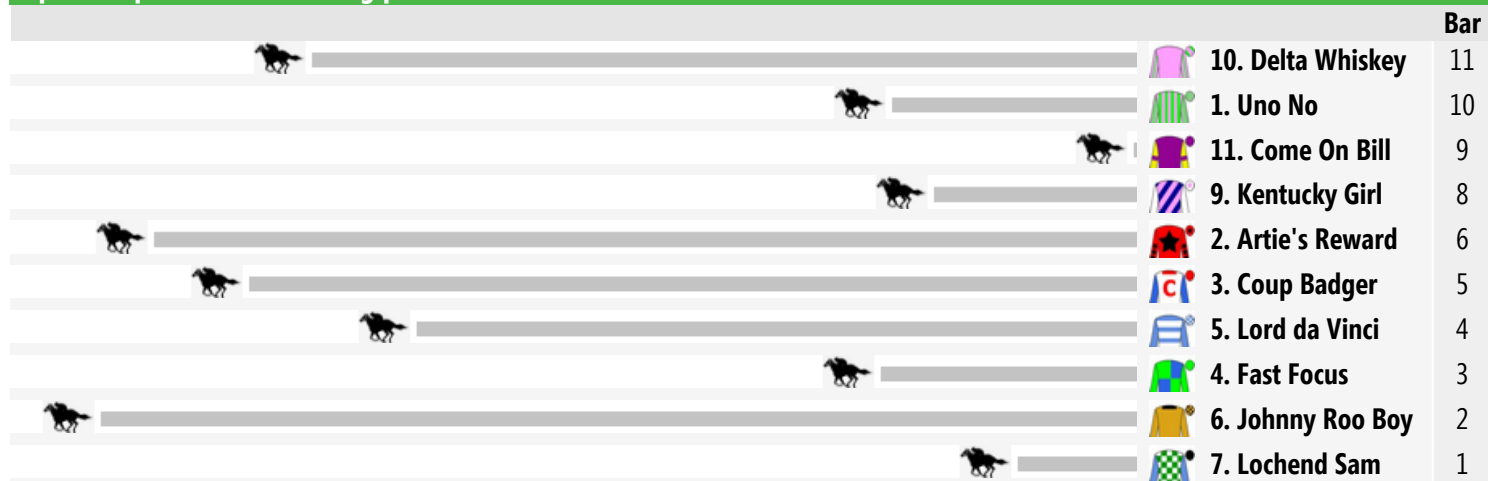 Bar
10. Delta Whiskey 11
1. Uno No 10
11. Come On Bill 9
9. Kentucky Girl 8
2. Artie's Reward 6
C 3. Coup Badger 5
5. Lord da Vinci 4
4. Fast Focus 3
6. Johnny Roo Boy 2
7. Lochend Sam 1